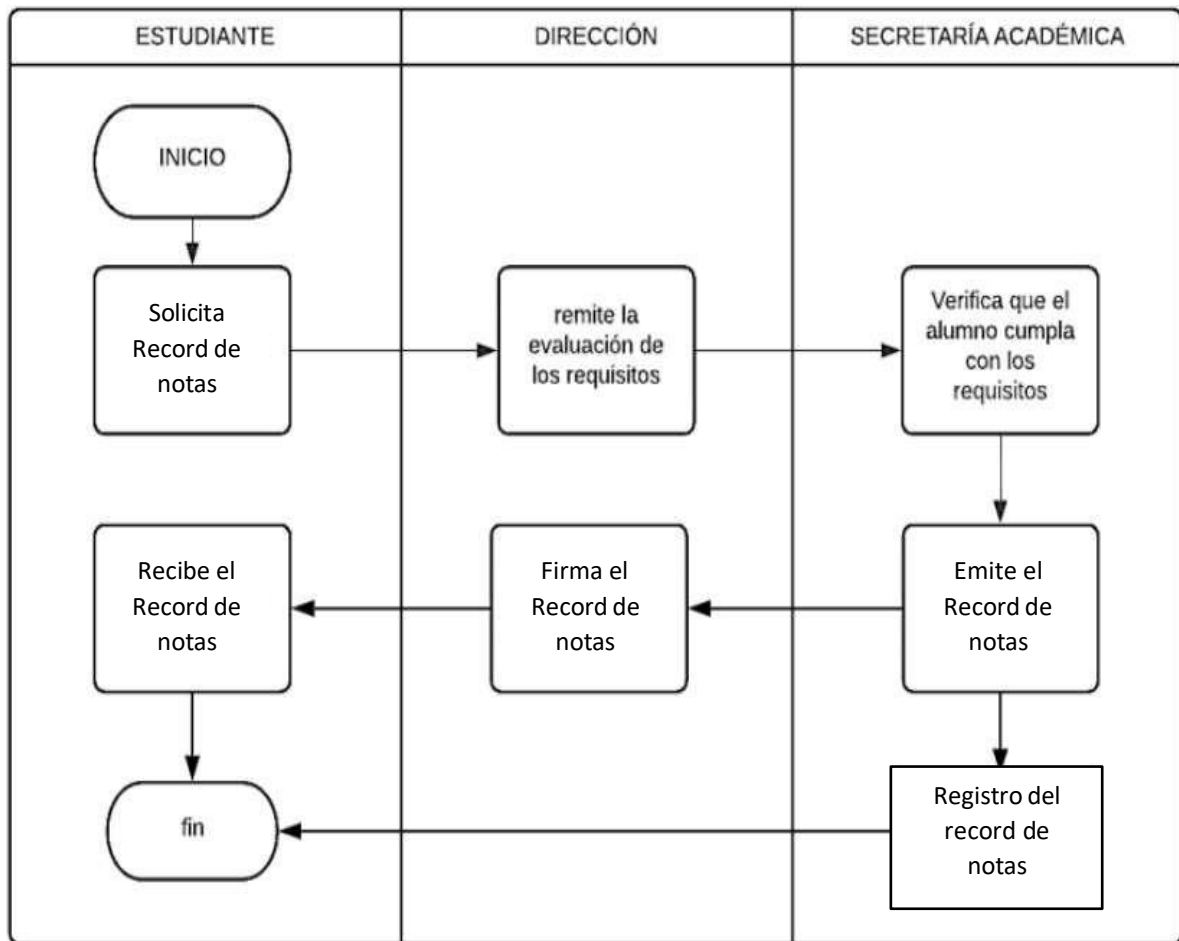 ESTUDIANTE
DIRECCIÓN
SECRETARÍA ACADÉMICA
INICIO
Solicita
Record de
notas
remite la
evaluación de
los requisitos
Verifica que el
alumno cumpla
con los
requisitos
Recibe el
Record de
notas
Firma el
Record de
notas
Emite el
Record de
notas
fin
Registro del
record de
notas